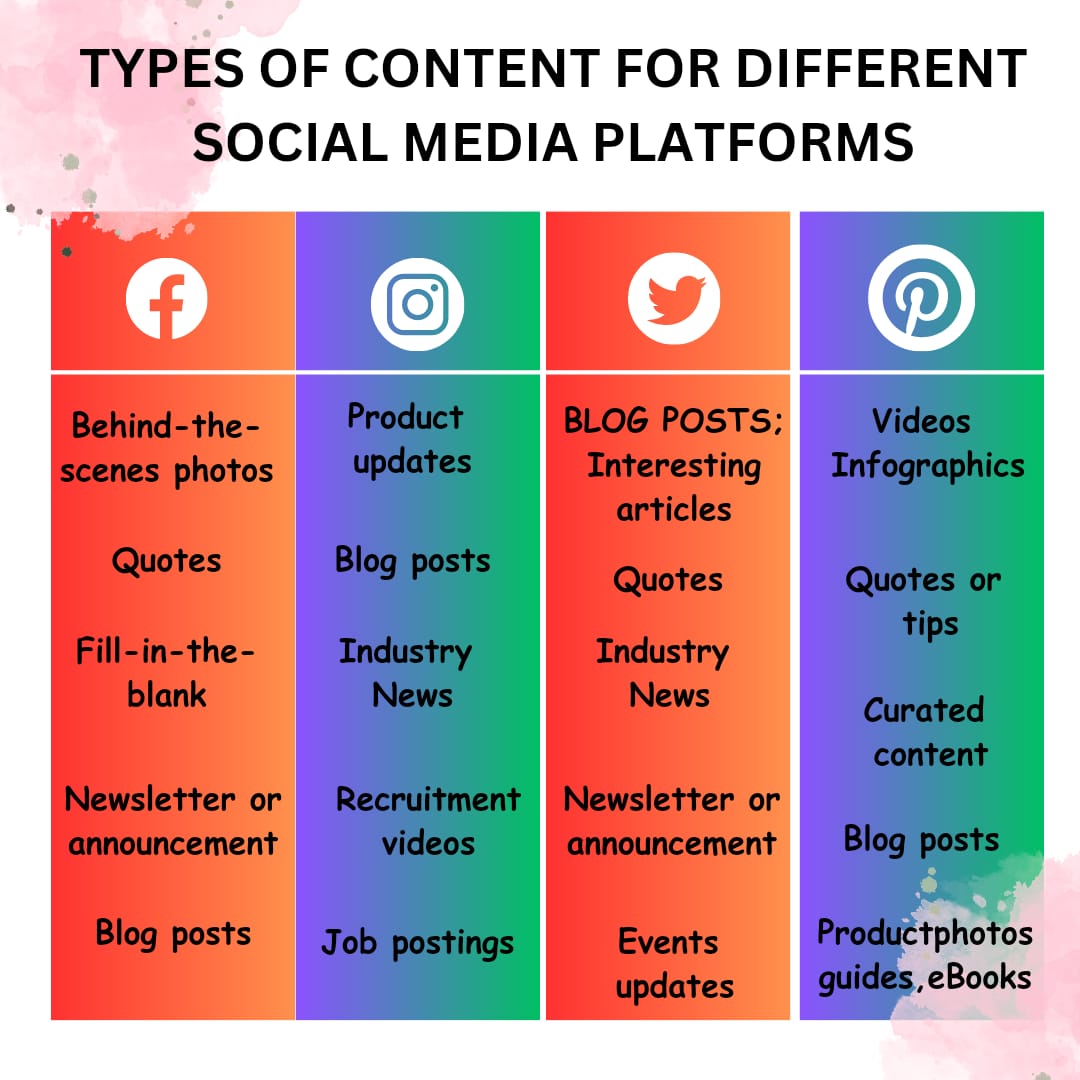 TYPES OF CONTENT FOR DIFFERENT
SOCIAL MEDIA PLATFORMS
Behind-the-
scenes photos
Quotes
Fill-in-the-
blank
Newsletter or
announcement
Blog posts
Product
updates
Blog posts
Industry
News
Recruitment
videos
Job postings
BLOG POSTS;
Interesting
articles
Quotes
Industry
News
Newsletter or
announcement
Events
updates
Videos
Infographics
Quotes or
tips
Curated
content
Blog posts
Productphotos
guides,eBooks